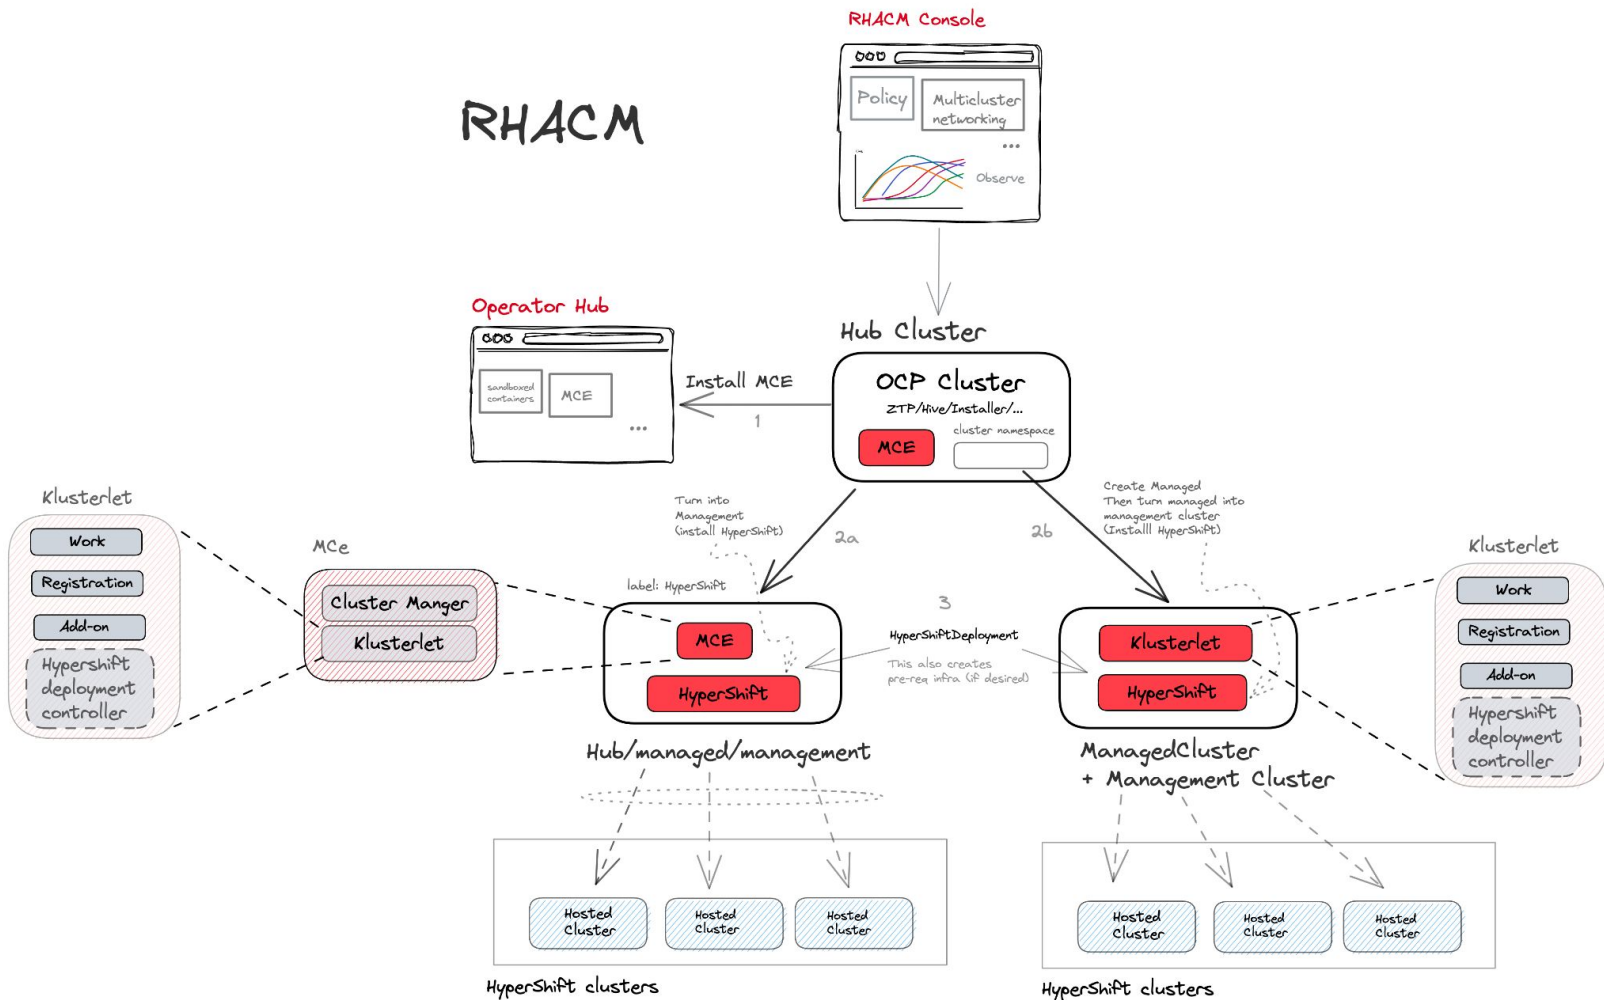 RHACM Console
Policy
Multicluster
networking
...
Observe
RHACM
Operator Hub
sandboxed
containers
MCE
...
Install MCE
1
Hub Cluster
OCP Cluster
ZTP/Hive/Installer/...
cluster namespace
MCE
Turn into
Management
(install HyperShift)
2a
2b
Create Managed
Then turn managed into
management cluster
(Installl HyperShift)
Klusterlet
Work
Registration
Add-on
Hypershift
deployment
controller
MCe
Cluster Manger
Klusterlet
label: HyperShift
MCE
HyperShift
3
HyperShiftDeployment
This also creates
pre-req infra (if desired)
Klusterlet
HyperShift
Klusterlet
Work
Registration
Add-on
Hypershift
deployment
controller
Hub/managed/management
ManagedCluster
+ Management Cluster
Hosted
Cluster
Hosted
Cluster
Hosted
Cluster
HyperShift clusters
Hosted
Cluster
Hosted
Cluster
Hosted
Cluster
HyperShift clusters